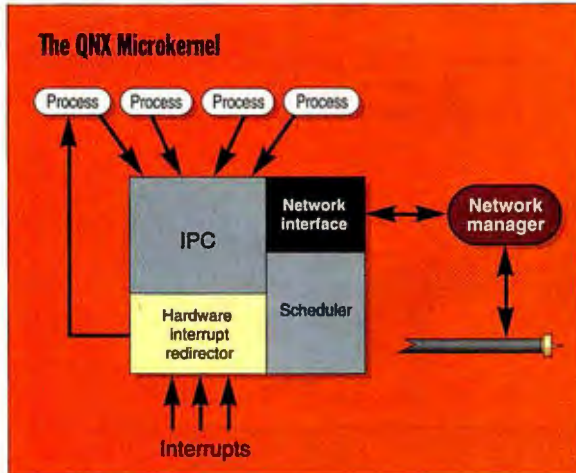 The QNX Microkernel
Process Process Process Process
Network
interface
Network
manager
IPC
Scheduler
Hardware
interrupt
redirector
Interrupts